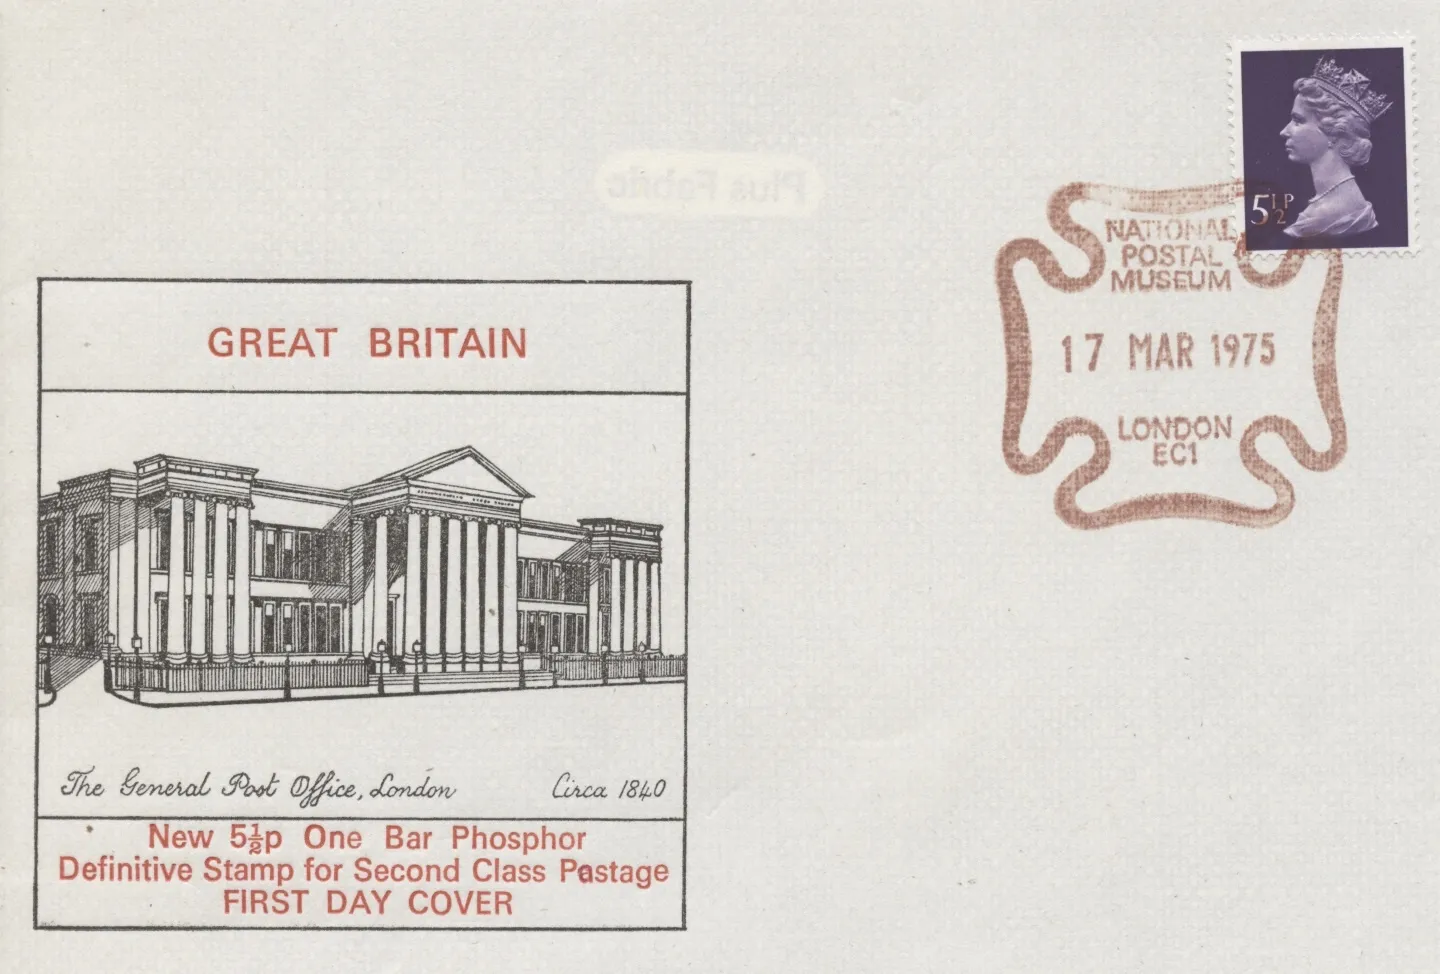 Plus Fabric
5½P
NATIONAL
POSTAL
MUSEUM
17 MAR 1975
LONDON
EC1
GREAT BRITAIN
The General Post Office, London Circa 1840
New 5½p One Bar Phosphor
Definitive Stamp for Second Class Postage
FIRST DAY COVER